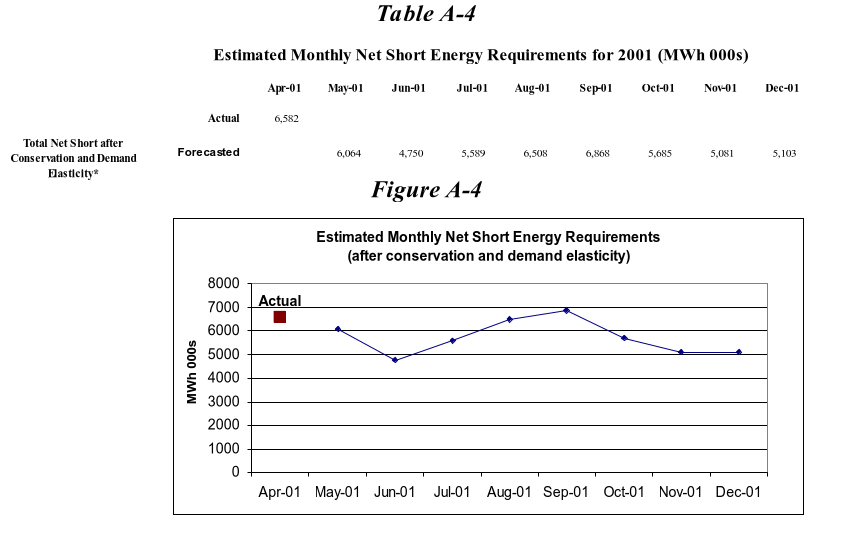 Table A-4
Estimated Monthly Net Short Energy Requirements for 2001 (MWh 000s)
Apr-01 May-01 Jun-01 Jul-01 Aug-01 Sep-01 Oct-01 Nov-01 Dec-01
Actual 6,582
Total Net Short after
Conservation and Demand
Elasticity*
Forecasted 6,064 4,750 5,589 6,508 6,868 5,685 5,081 5,103
Figure A-4
Estimated Monthly Net Short Energy Requirements
(after conservation and demand elasticity)
MWh 000s
8000
7000
6000
5000
4000
3000
2000
1000
0
Actual
Apr-01 May-01 Jun-01 Jul-01 Aug-01 Sep-01 Oct-01 Nov-01 Dec-01